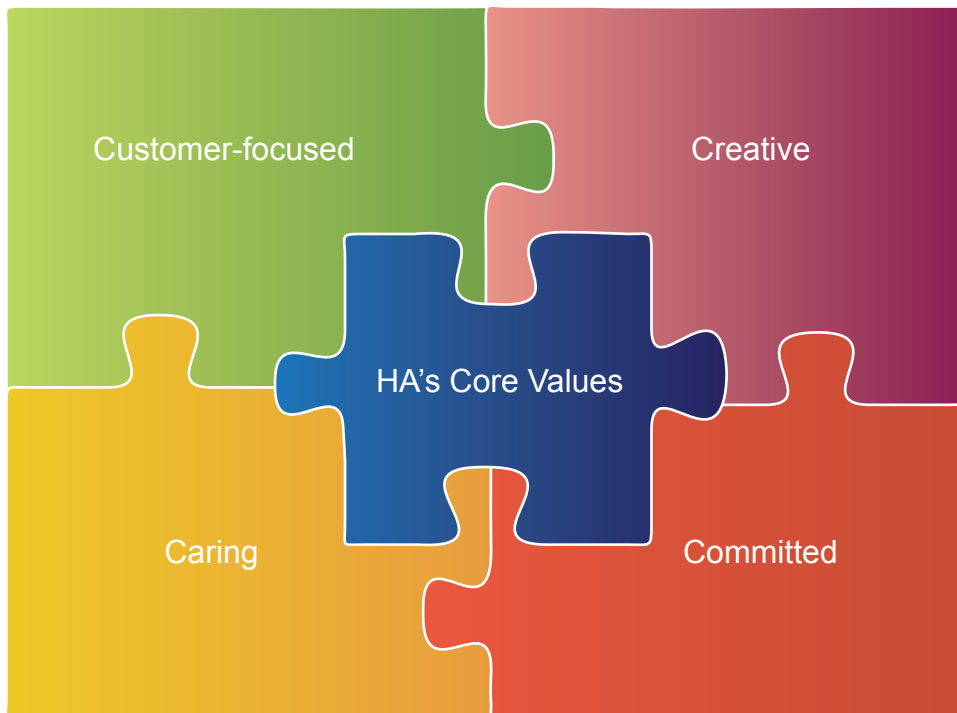 Customer-focused
Creative
HA's Core Values
Caring
Committed